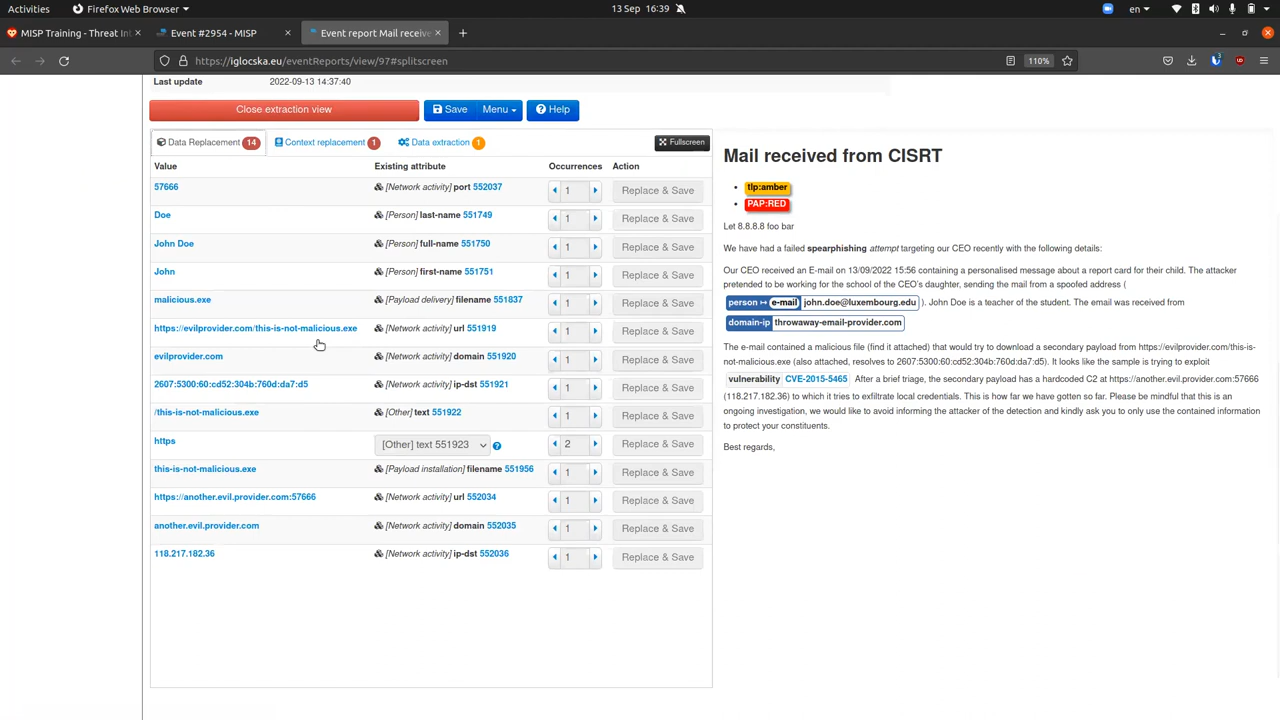 Activities Firefox Web Browser 13 Sep 16:39 en
MISP Training - Threat Int Event #2954 - MISP Event report Mail receive
https://iglocska.eu/eventReports/view/97#splitscreen 110%
Last update 2022-09-13 14:37:40
Close extraction view Save Menu Help
Data Replacement 14 Context replacement 1 Data extraction 1 Fullscreen
Value Existing attribute Occurrences Action
57666 [Network activity] port 552037 1 Replace & Save
Doe [Person] last-name 551749 1 Replace & Save
John Doe [Person] full-name 551750 1 Replace & Save
John [Person] first-name 551751 1 Replace & Save
malicious.exe [Payload delivery] filename 551837 1 Replace & Save
https://evilprovider.com/this-is-not-malicious.exe [Network activity] url 551919 1 Replace & Save
evilprovider.com [Network activity] domain 551920 1 Replace & Save
2607:5300:60:cd52:304b:760d:da7:d5 [Network activity] ip-dst 551921 1 Replace & Save
/this-is-not-malicious.exe [Other] text 551922 1 Replace & Save
https [Other] text 551923 2 Replace & Save
this-is-not-malicious.exe [Payload installation] filename 551956 1 Replace & Save
https://another.evil.provider.com:57666 [Network activity] url 552034 1 Replace & Save
another.evil.provider.com [Network activity] domain 552035 1 Replace & Save
118.217.182.36 [Network activity] ip-dst 552036 1 Replace & Save
Mail received from CISRT
tlp:amber
PAP:RED
Let 8.8.8.8 foo bar
We have had a failed spearphishing attempt targeting our CEO recently with the following details:
Our CEO received an E-mail on 13/09/2022 15:56 containing a personalised message about a report card for their child. The attacker
pretended to be working for the school of the CEO's daughter, sending the mail from a spoofed address (
person ↦ e-mail john.doe@luxembourg.edu ). John Doe is a teacher of the student. The email was received from
domain-ip throwaway-email-provider.com
The e-mail contained a malicious file (find it attached) that would try to download a secondary payload from https://evilprovider.com/this-is-
not-malicious.exe (also attached, resolves to 2607:5300:60:cd52:304b:760d:da7:d5). It looks like the sample is trying to exploit
vulnerability CVE-2015-5465 After a brief triage, the secondary payload has a hardcoded C2 at https://another.evil.provider.com:57666
(118.217.182.36) to which it tries to exfiltrate local credentials. This is how far we have gotten so far. Please be mindful that this is an
ongoing investigation, we would like to avoid informing the attacker of the detection and kindly ask you to only use the contained information
to protect your constituents.
Best regards,